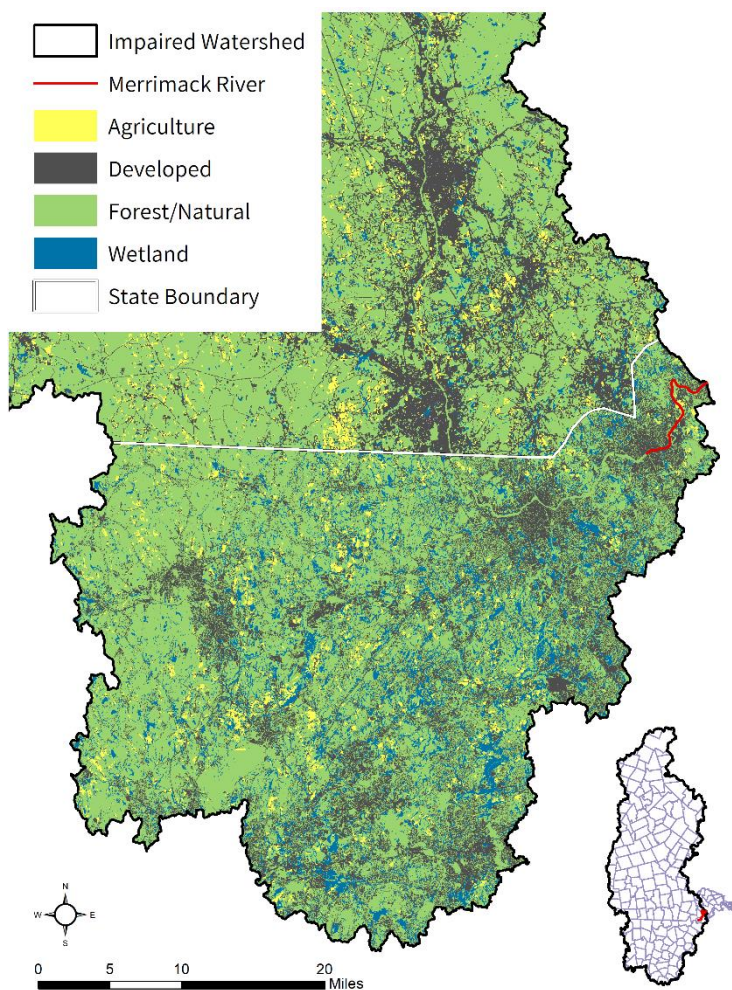 Impaired Watershed
Merrimack River
Agriculture
Developed
Forest/Natural
Wetland
State Boundary
N
W E
S
0 5 10 20
Miles